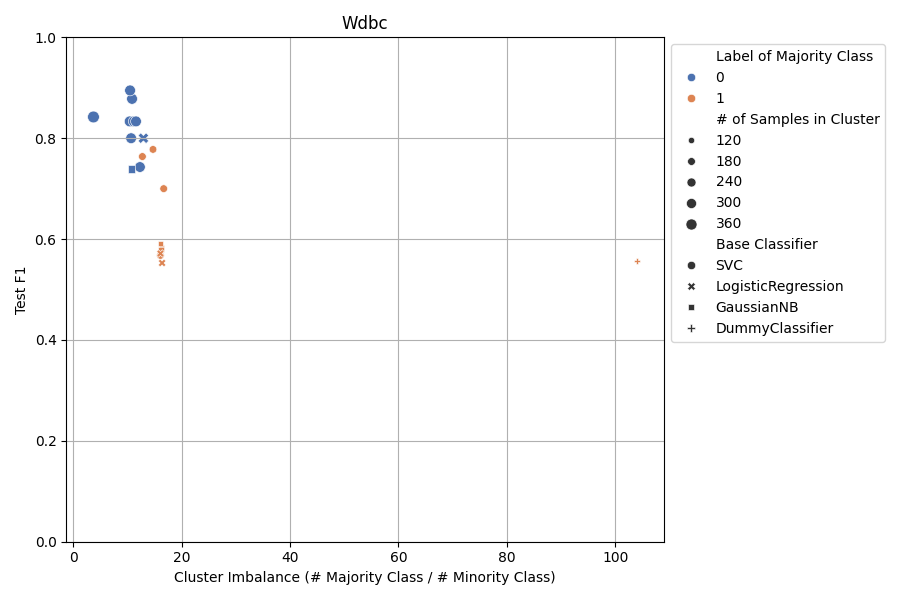 Wdbc
1.0
0.8
0.6
0.4
0.2
0.0
Test F1
0
20
40
60
80
100
Cluster Imbalance (# Majority Class / # Minority Class)
Label of Majority Class
0
1
# of Samples in Cluster
120
180
240
300
360
Base Classifier
SVC
LogisticRegression
GaussianNB
DummyClassifier